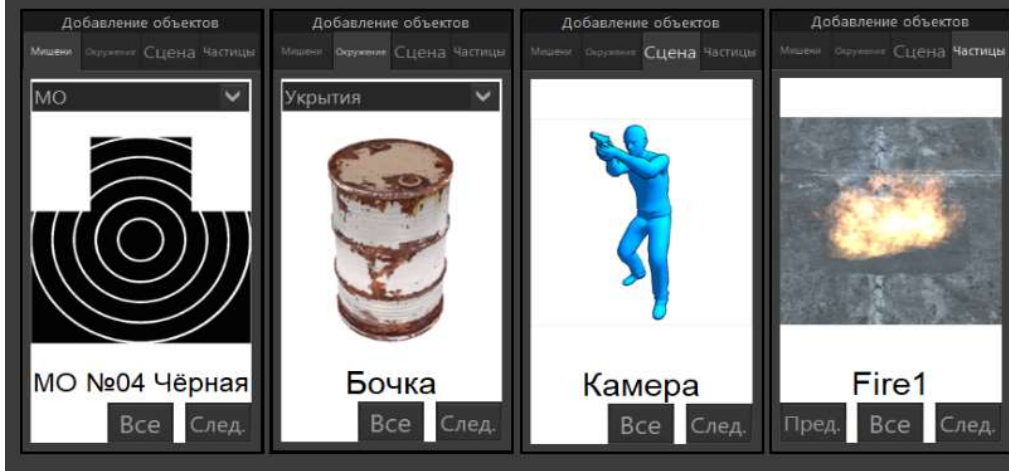 Добавление объектов
Мишени Окружение Сцена Частицы
МО
МО №04 Чёрная
Все След.
Добавление объектов
Мишени Окружение Сцена Частицы
Укрытия
Бочка
Все След.
Добавление объектов
Мишени Окружение Сцена Частицы
Камера
Все След.
Добавление объектов
Мишени Окружение Сцена Частицы
Fire1
Пред. Все След.